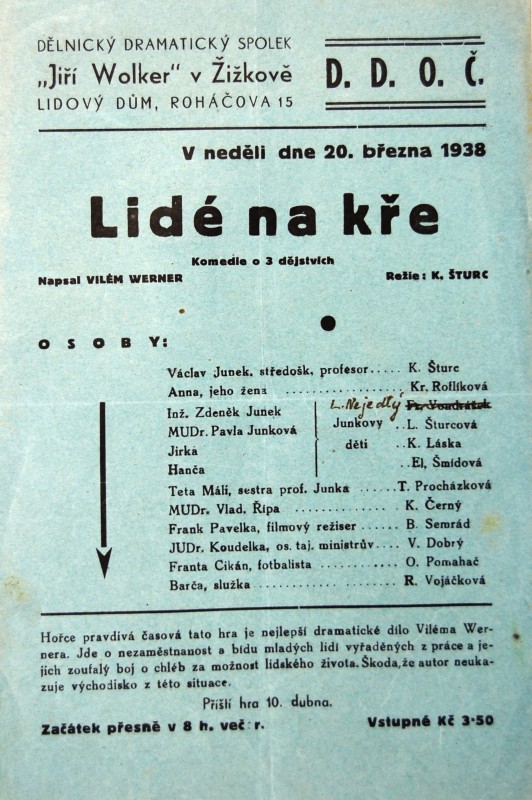 DĚLNICKÝ DRAMATICKÝ SPOLEK
„Jiří Wolker" v Žižkově
LIDOVÝ DŮM, ROHÁČOVA 15
D. D. O. Č.
V neděli dne 20. března 1938
Lidé na kře
Komedie o 3 dějstvích
Napsal VILÉM WERNER
Režie: K. ŠTURC
OSOBY:
Václav Junek, středošk. profesor..... K. Šturc
Anna, jeho žena .................. Kr. Roflíková
Inž. Zdeněk Junek L. Nejedlý
MUDr. Pavla Junková Junkovy .. L. Šturcová
Jirka děti .. K. Láska
Hanča ..El. Šmídová
Teta Máli, sestra prof. Junka ..... T. Procházková
MUDr. Vlad. Řípa .............. K. Černý
Frank Pavelka, filmový režiser ...... B. Semrád
JUDr. Koudelka, os. taj. ministrův.... V. Dobrý
Franta Cikán, fotbalista ........... O. Pomahač
Barča, služka .................... R. Vojáčková
Hořce pravdivá časová tato hra je nejlepší dramatické dílo Viléma Wer-
nera. Jde o nezaměstnanost a bídu mladých lidí vyřaděných z práce a je-
jich zoufalý boj o chléb za možnost lidského života. Škoda, že autor neuka-
zuje východisko z této situace.
Příští hra 10. dubna.
Začátek přesně v 8 h. večer.
Vstupné Kč 3·50